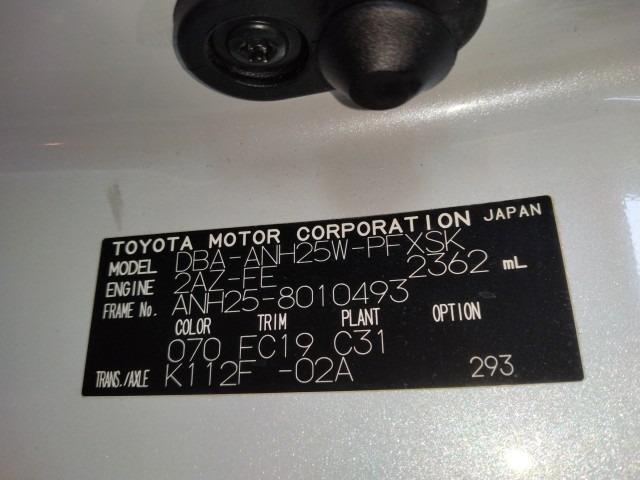 TOYOTA MOTOR CORPORATION JAPAN
MODEL DBA-ANH25W-PFXSK
ENGINE 2AZ-FE 2362 mL
FRAME No. ANH25-8010493
COLOR TRIM PLANT OPTION
070 FC19 C31
TRANS./AXLE K112F -02A 293